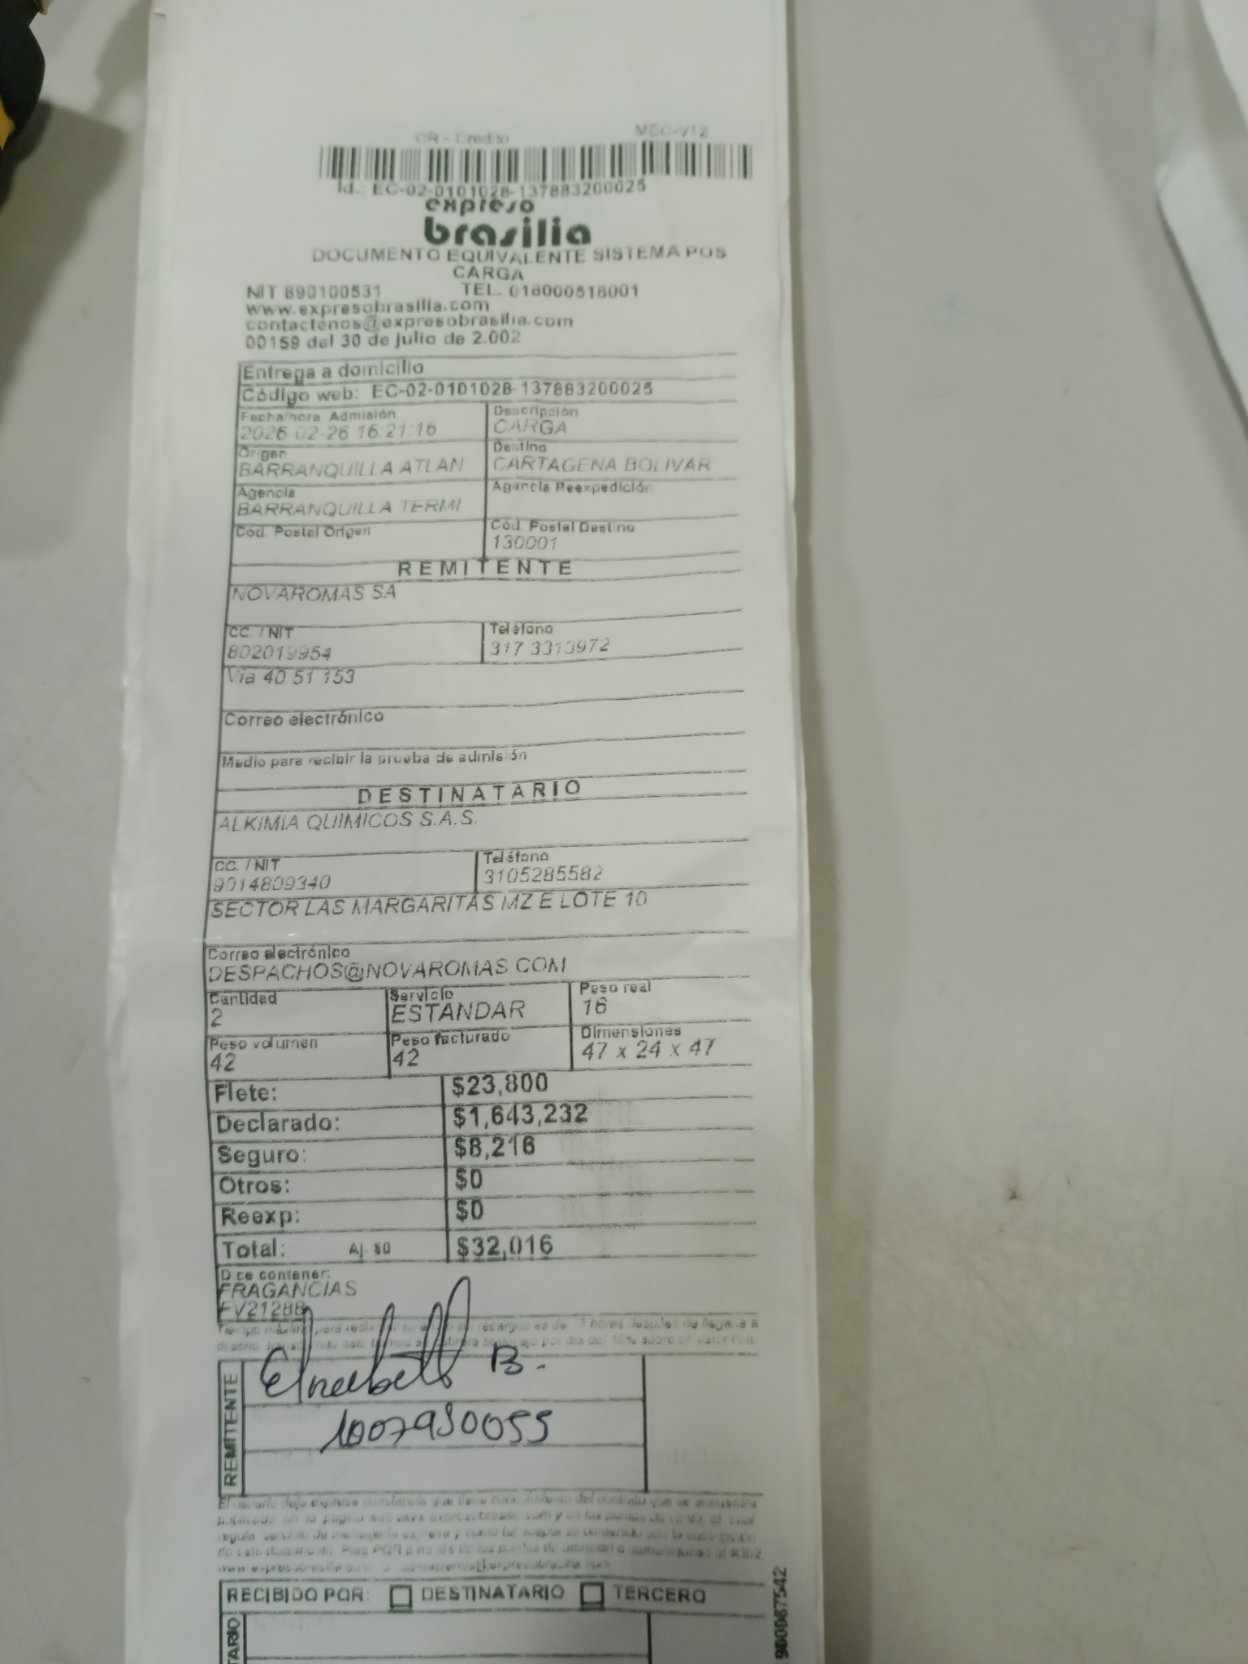 CR - Credito MEC-V12
Id.: EC-02-0101028-137883200025
expreso
brasilia
DOCUMENTO EQUIVALENTE SISTEMA POS
CARGA
NIT 890100531 TEL. 018000518001
www.expresobrasilia.com
contactenos@expresobrasilia.com
00159 del 30 de julio de 2.002
Entrega a domicilio
Código web: EC-02-0101028-137883200025
Fecha/hora Admisión Descripción
2026-02-26 16:21:16 CARGA
Origen Destino
BARRANQUILLA ATLAN CARTAGENA BOLIVAR
Agencia Agencia Reexpedición
BARRANQUILLA TERMI
Cód. Postal Origen Cód. Postal Destino
130001
REMITENTE
NOVAROMAS SA
CC. / NIT Teléfono
802019954 317 3313972
Via 40 51 153
Correo electrónico
Medio para recibir la prueba de admisión
DESTINATARIO
ALKIMIA QUIMICOS S.A.S.
CC. / NIT Teléfono
9014809340 3105285582
SECTOR LAS MARGARITAS MZ E LOTE 10
Correo electrónico
DESPACHOS@NOVAROMAS.COM
Cantidad Servicio Peso real
2 ESTANDAR 16
Peso volumen Peso facturado Dimensiones
42 42 47 x 24 x 47
Flete: $23,800
Declarado: $1,643,232
Seguro: $8,216
Otros: $0
Reexp: $0
Total: Aj. $0 $32,016
Dice contener:
FRAGANCIAS
FV21288
REMITENTE
B.
1007980055
RECIBIDO POR: DESTINATARIO TERCERO
900087542